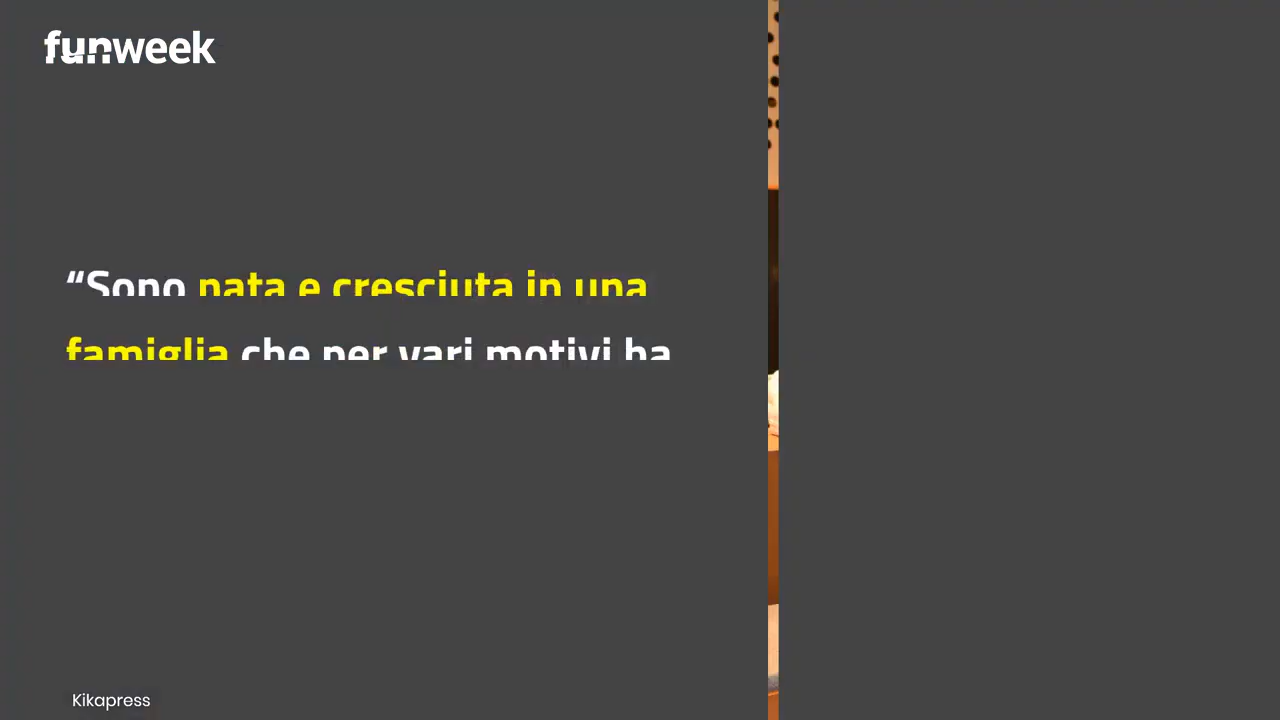 funweek
“Sono nata e cresciuta in una
famiglia che per vari motivi ha
Kikapress